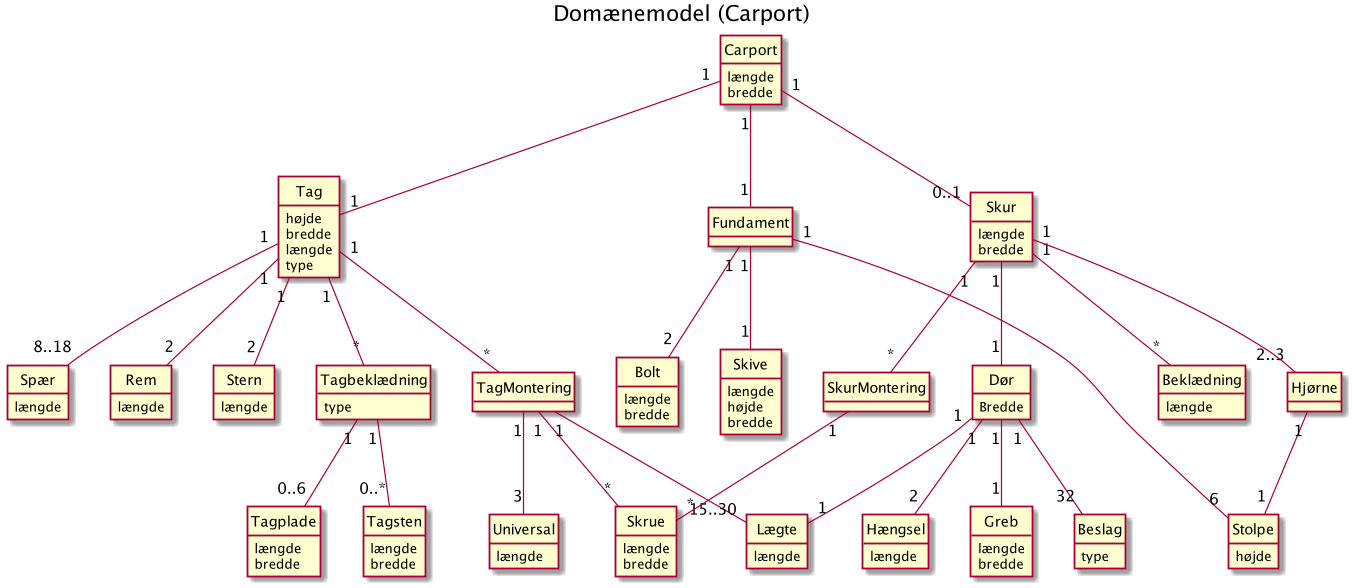 Domænemodel (Carport)
Carport
længde
bredde
1
1
1
1
1
0..1
Tag
højde
bredde
længde
type
Fundament
Skur
længde
bredde
1
1
1
1
1
1
1
1
1
1
1
1
1
8..18
2
2
*
*
2
1
*
1
*
2..3
Spær
længde
Rem
længde
Stern
længde
Tagbeklædning
type
TagMontering
Bolt
længde
bredde
Skive
længde
højde
bredde
SkurMontering
Dør
Bredde
Beklædning
længde
Hjørne
1
1
1
1
1
1
1
1
1
1
1
0..6
0..*
3
*
*
15..30
1
2
1
32
6
1
Tagplade
længde
bredde
Tagsten
længde
bredde
Universal
længde
Skrue
længde
bredde
Lægte
længde
Hængsel
længde
Greb
længde
bredde
Beslag
type
Stolpe
højde